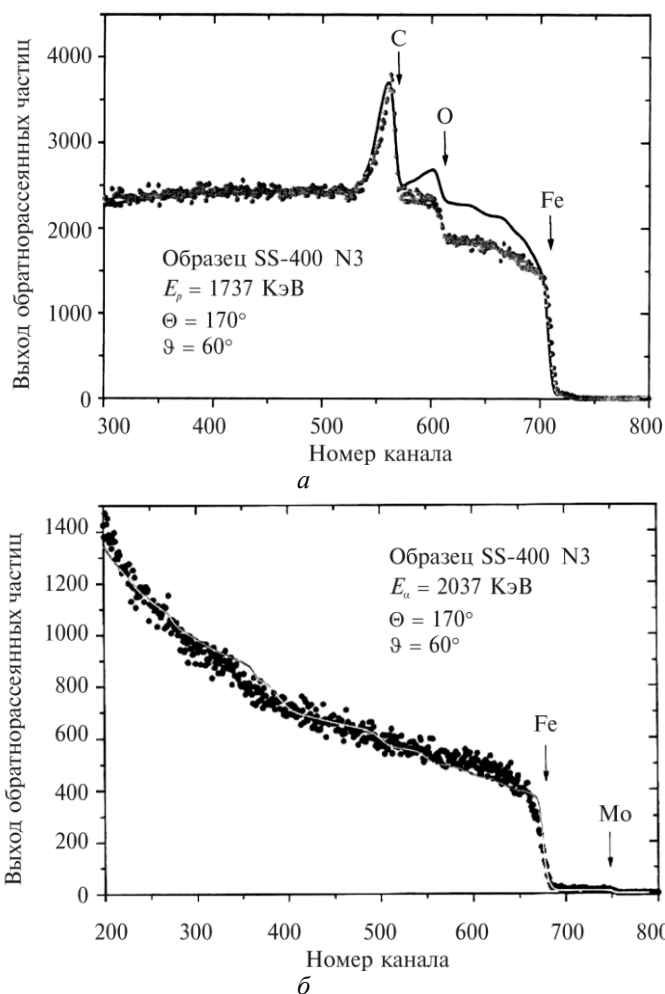 4000
3000
2000
1000
0
Выход обратнорассеянных частиц
C
O
Fe
Образец SS-400 N3
Eₚ = 1737 КэВ
Θ = 170°
ϑ = 60°
300 400 500 600 700 800
Номер канала
а
1400
1200
1000
800
600
400
200
0
Выход обратнорассеянных частиц
Образец SS-400 N3
Eα = 2037 КэВ
Θ = 170°
ϑ = 60°
Fe
Mo
200 300 400 500 600 700 800
Номер канала
б